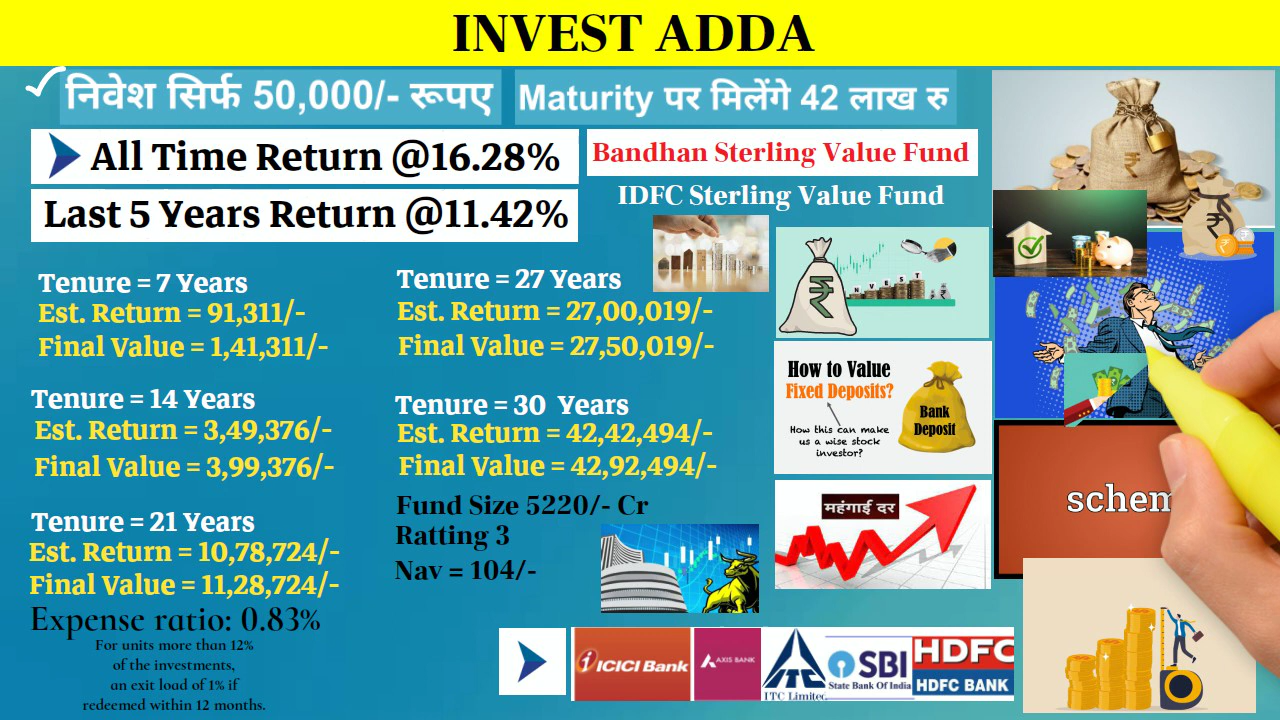 INVEST ADDA
निवेश सिर्फ 50,000/- रूपए
Maturity पर मिलेंगे 42 लाख रु
All Time Return @16.28%
Bandhan Sterling Value Fund
IDFC Sterling Value Fund
Last 5 Years Return @11.42%
Tenure = 7 Years
Est. Return = 91,311/-
Final Value = 1,41,311/-
Tenure = 14 Years
Est. Return = 3,49,376/-
Final Value = 3,99,376/-
Tenure = 21 Years
Est. Return = 10,78,724/-
Final Value = 11,28,724/-
Expense ratio: 0.83%
For units more than 12%
of the investments,
an exit load of 1% if
redeemed within 12 months.
Tenure = 27 Years
Est. Return = 27,00,019/-
Final Value = 27,50,019/-
Tenure = 30 Years
Est. Return = 42,42,494/-
Final Value = 42,92,494/-
Fund Size 5220/- Cr
Ratting 3
Nav = 104/-
INVEST
How to Value
Fixed Deposits?
How this can make
us a wise stock
investor?
Bank
Deposit
महंगाई दर
schem
ICICI Bank
AXIS BANK
ITC Limited
SBI
State Bank Of India
HDFC
HDFC BANK